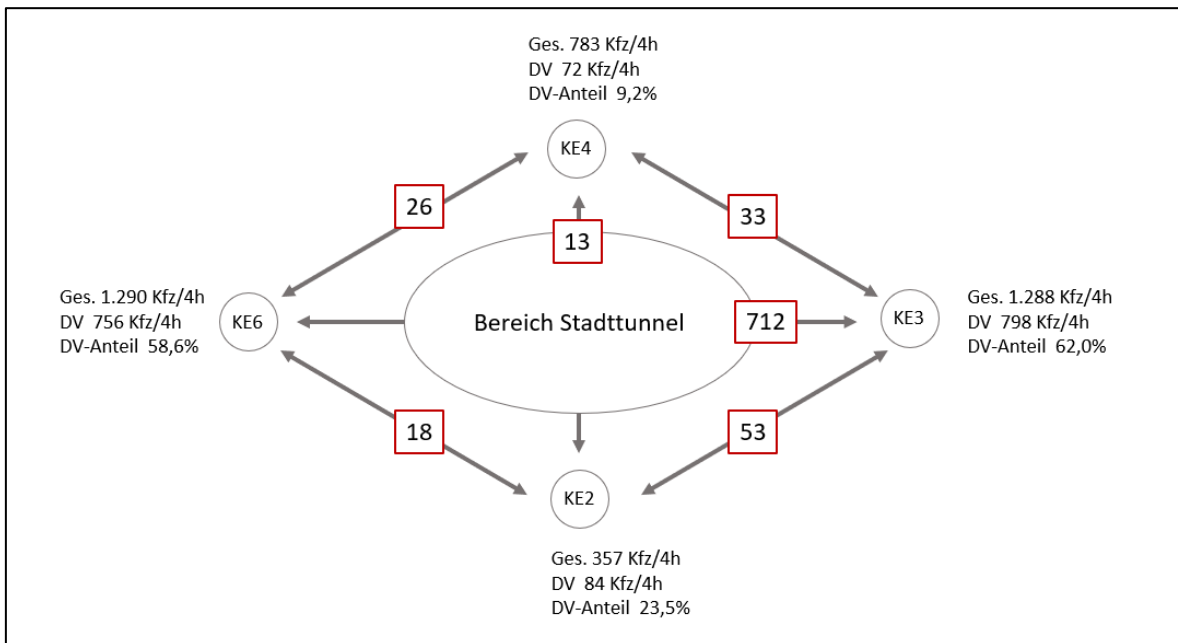 Ges. 783 Kfz/4h
DV 72 Kfz/4h
DV-Anteil 9,2%
KE4
26
33
13
Ges. 1.290 Kfz/4h
DV 756 Kfz/4h
DV-Anteil 58,6%
KE6
Bereich Stadttunnel
712
KE3
Ges. 1.288 Kfz/4h
DV 798 Kfz/4h
DV-Anteil 62,0%
18
53
KE2
Ges. 357 Kfz/4h
DV 84 Kfz/4h
DV-Anteil 23,5%